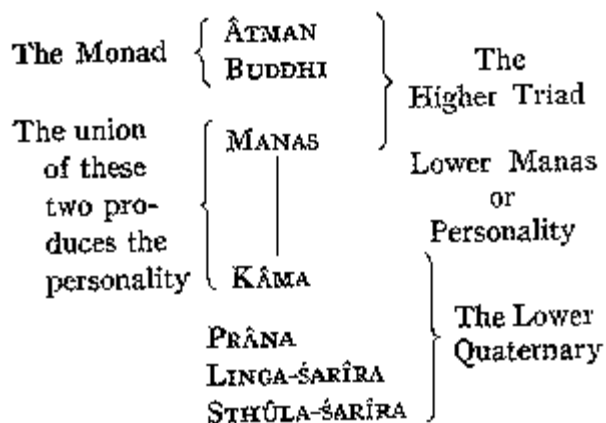 The Monad
ÂTMAN
BUDDHI
The
Higher Triad
The union
of these
two pro-
duces the
personality
MANAS
KÂMA
Lower Manas
or
Personality
PRÂNA
LINGA-ŚARÎRA
STHÛLA-ŚARÎRA
The Lower
Quaternary